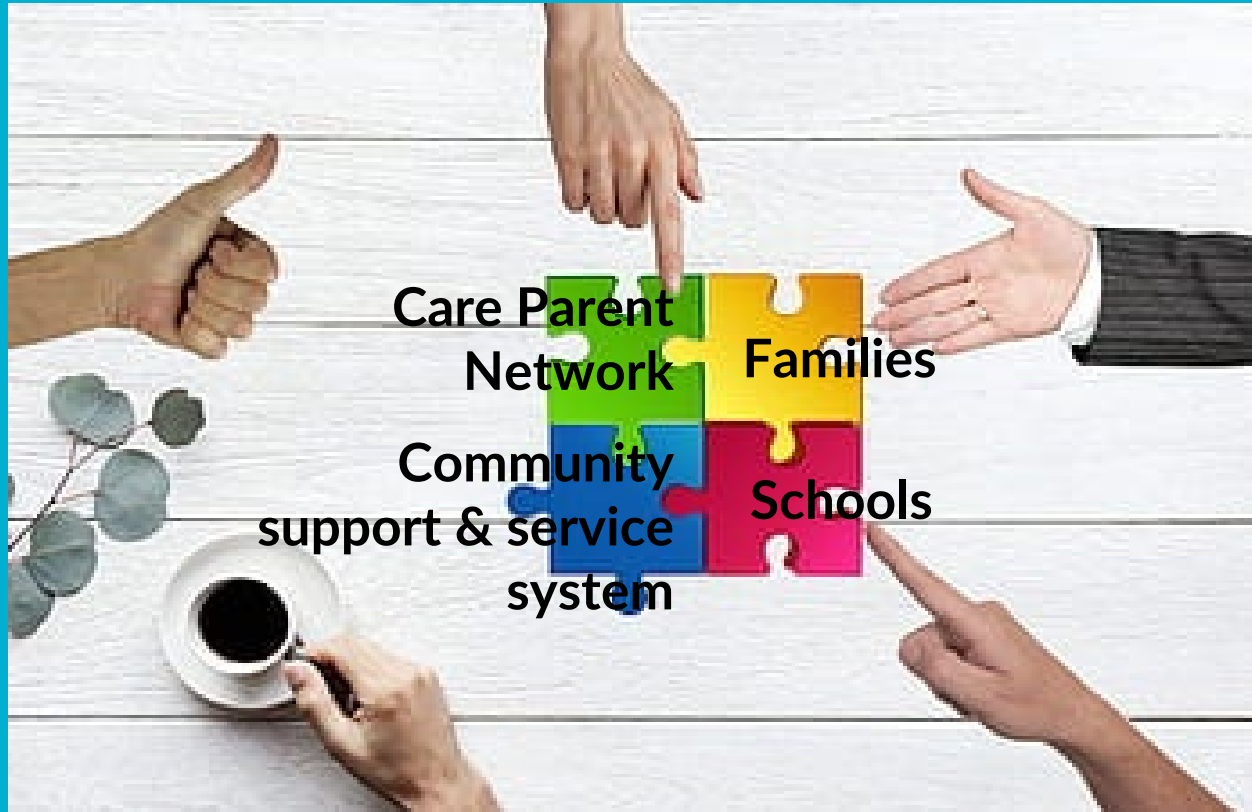 Care Parent
Network
Families
Community
support & service
system
Schools